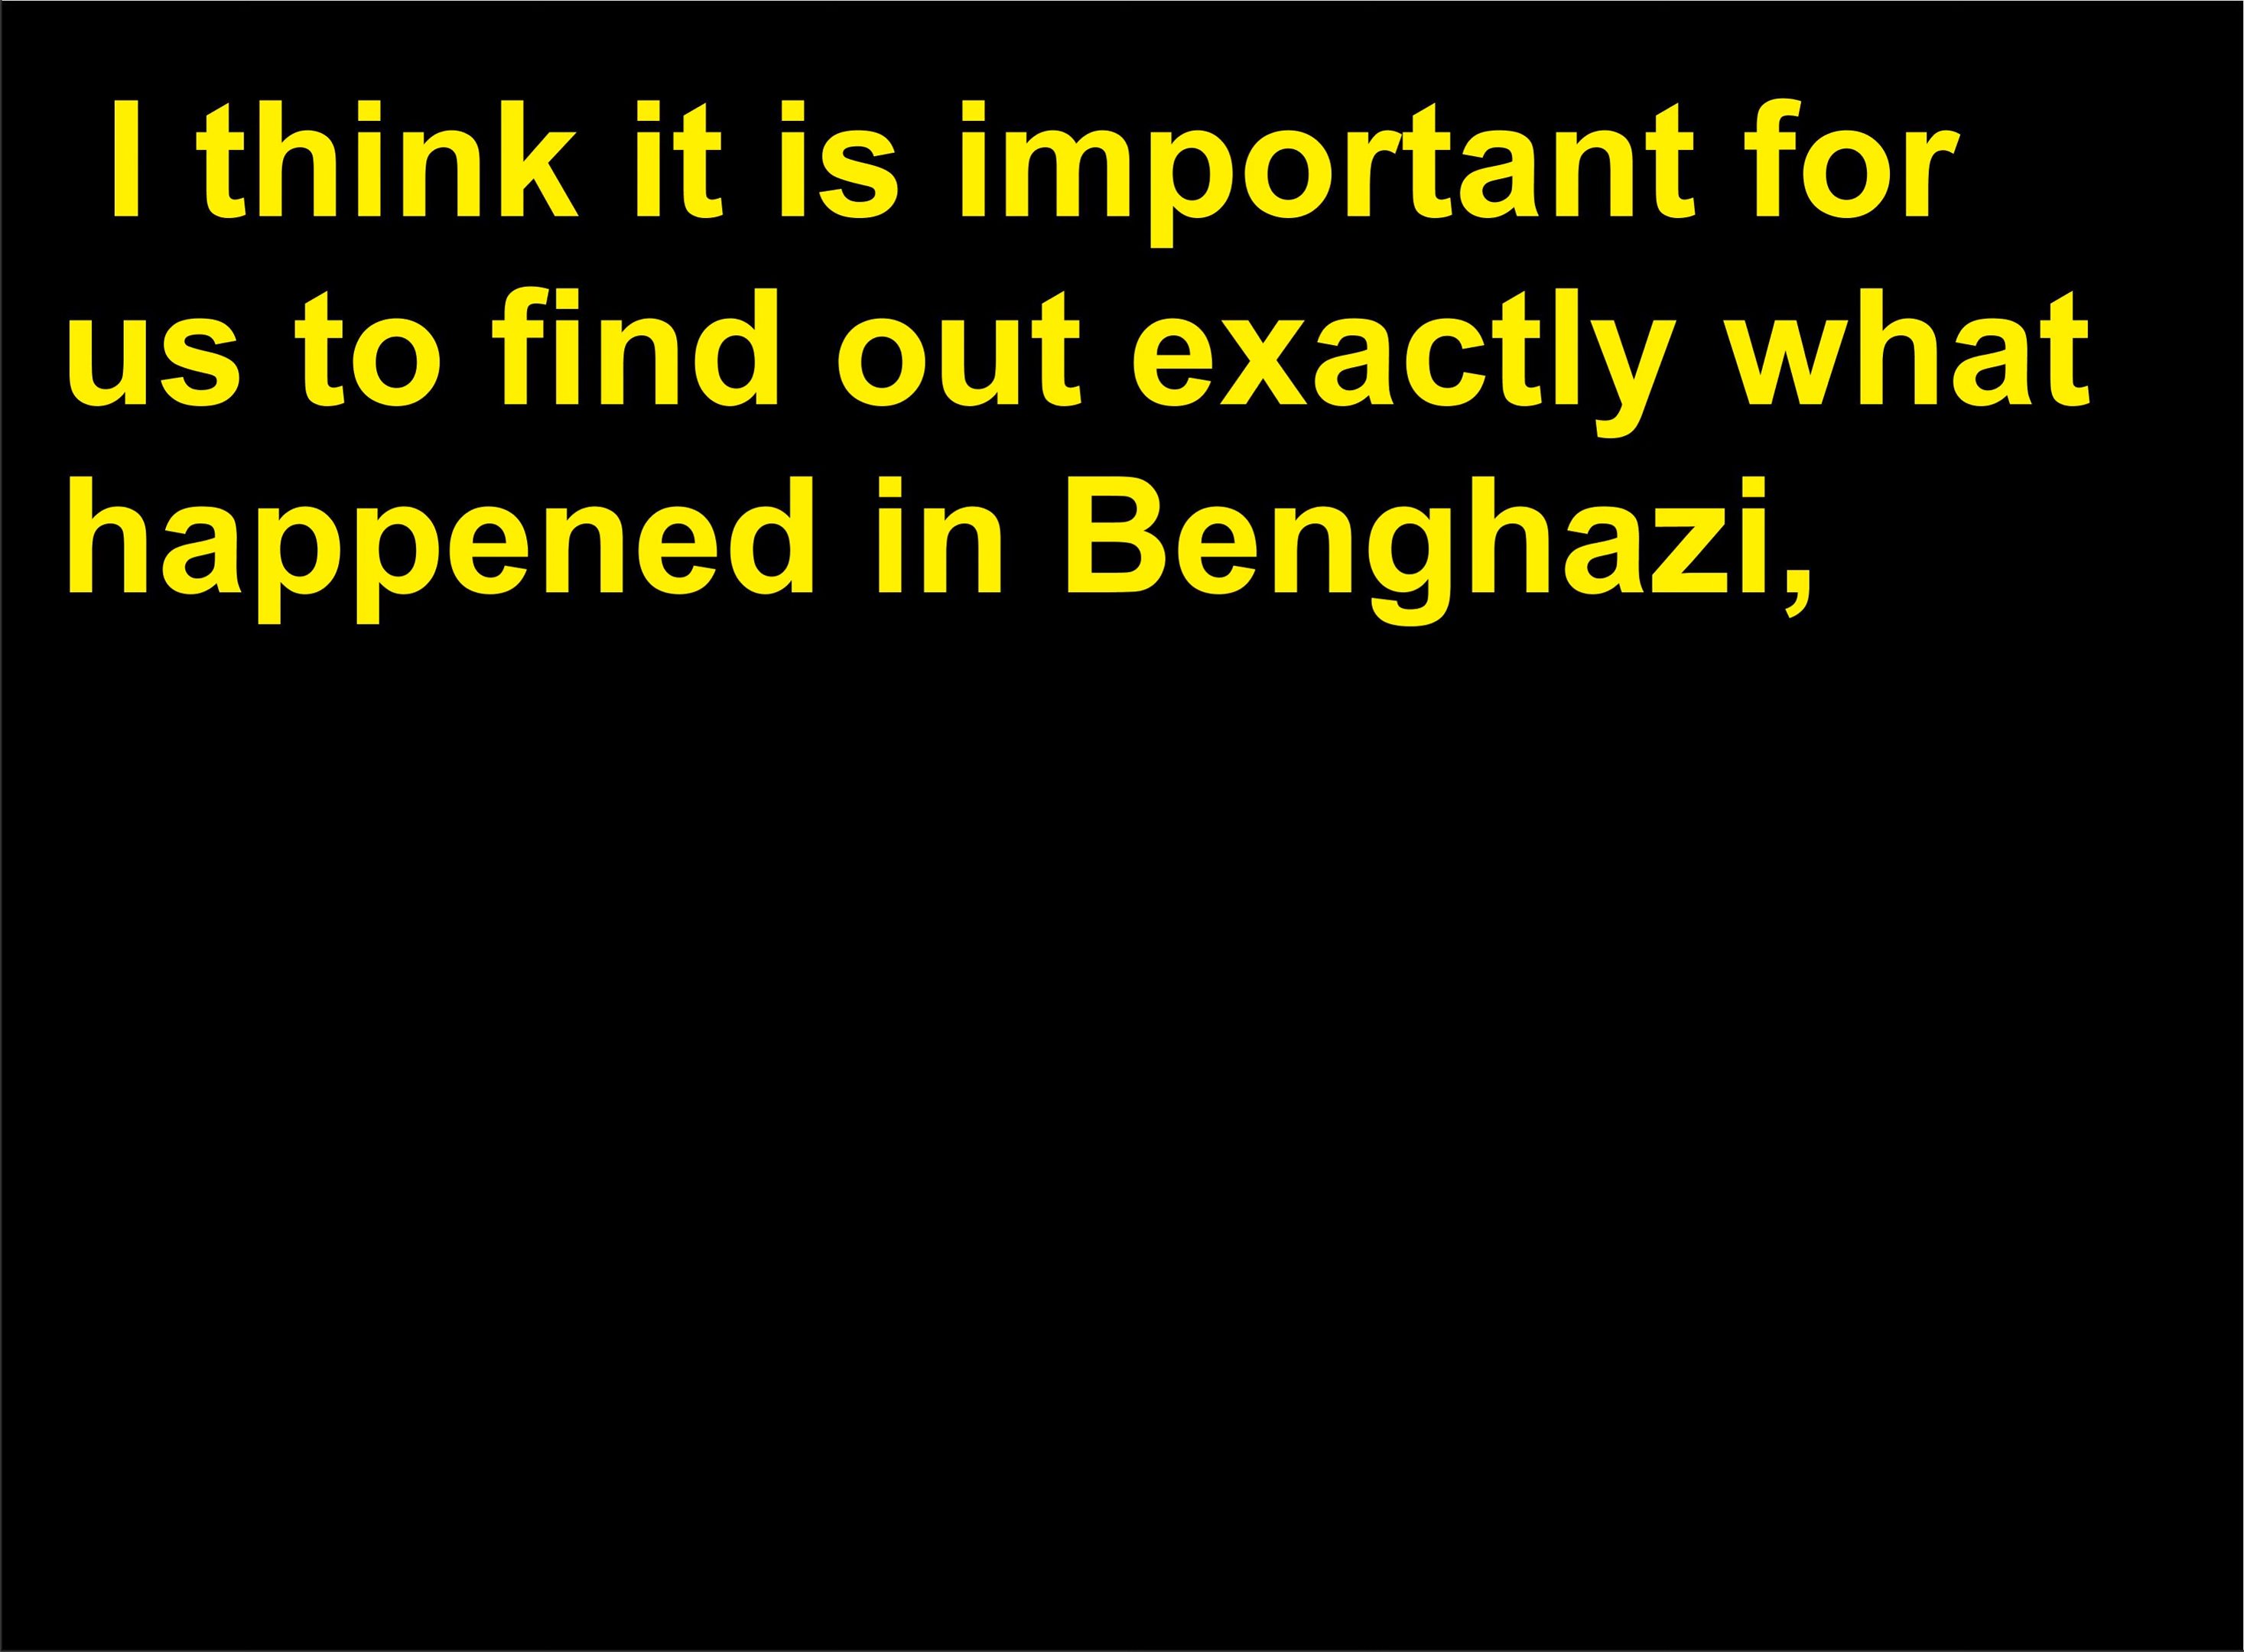 I think it is important for
us to find out exactly what
happened in Benghazi,